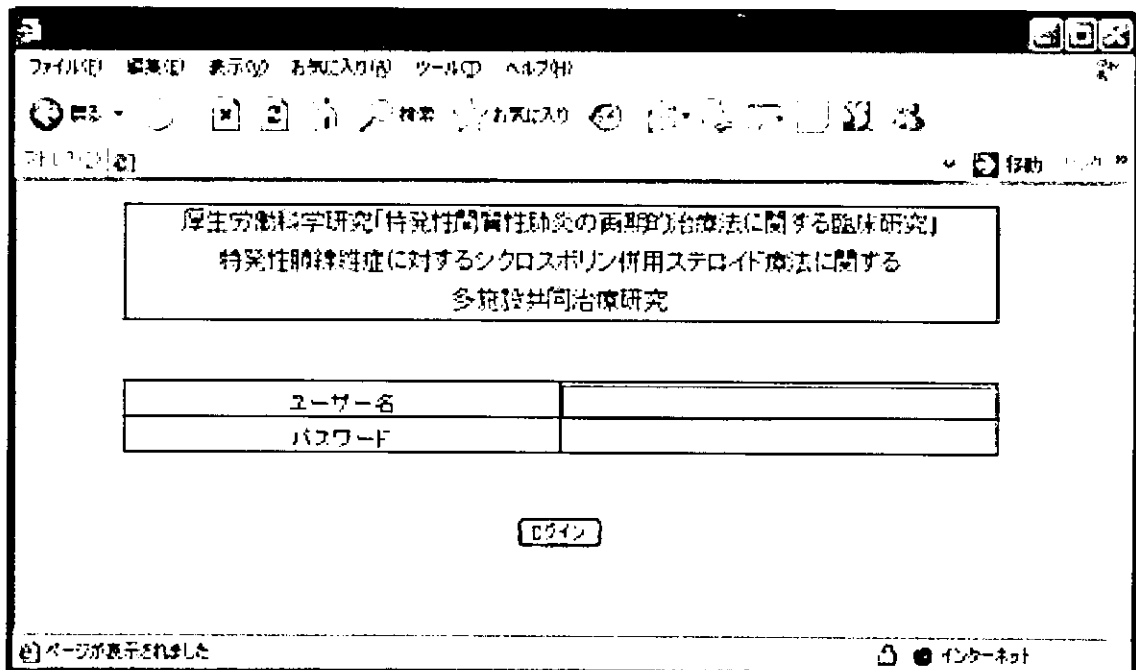 ファイル(F) 編集(E) 表示(V) お気に入り(A) ツール(T) ヘルプ(H)
戻る 検索 お気に入り
アドレス(D) 移動
厚生労働科学研究「特発性間質性肺炎の画期的治療法に関する臨床研究」
特発性肺線維症に対するシクロスポリン併用ステロイド療法に関する
多施設共同治療研究
ユーザー名
パスワード
ログイン
ページが表示されました インターネット